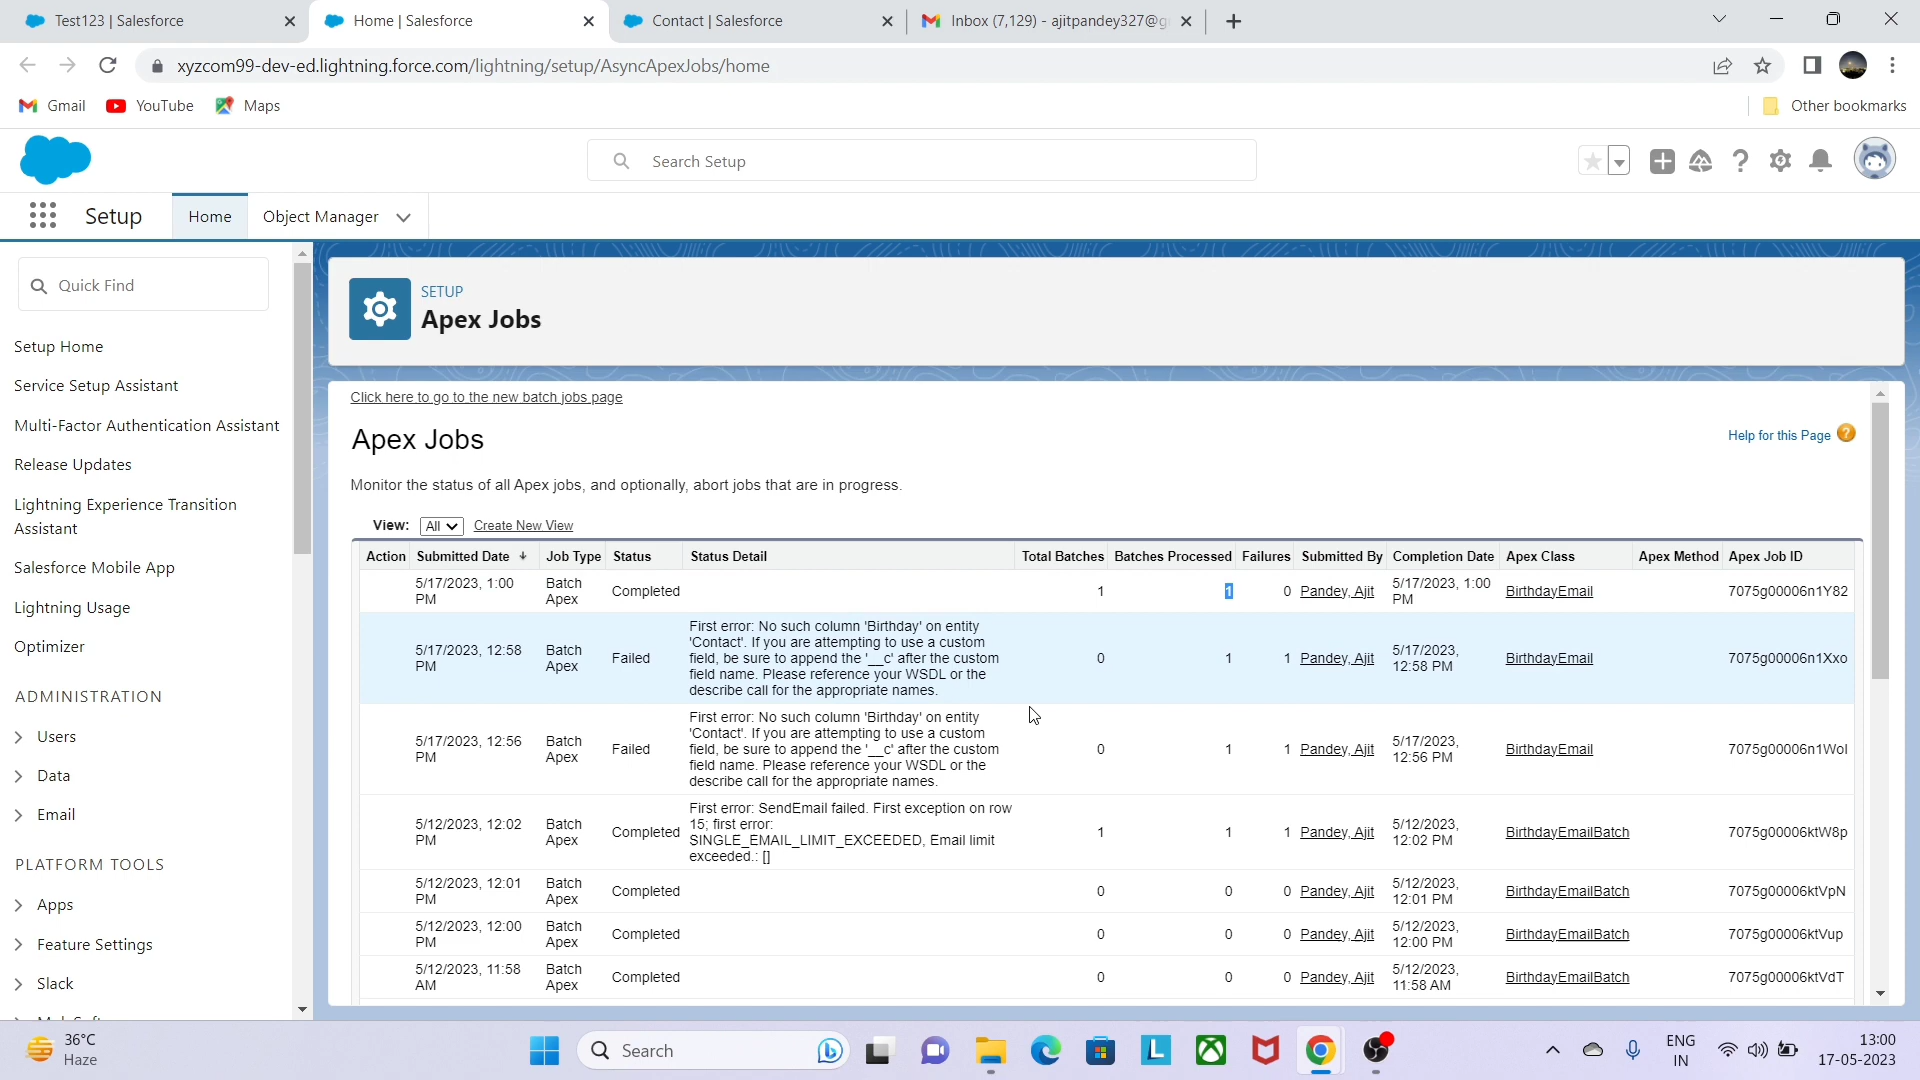 Test123 | Salesforce
Home | Salesforce
Contact | Salesforce
Inbox (7,129) - ajitpandey327@g
xyzcom99-dev-ed.lightning.force.com/lightning/setup/AsyncApexJobs/home
Gmail
YouTube
Maps
Other bookmarks
Search Setup
Setup
Home
Object Manager
Quick Find
Setup Home
Service Setup Assistant
Multi-Factor Authentication Assistant
Release Updates
Lightning Experience Transition
Assistant
Salesforce Mobile App
Lightning Usage
Optimizer
ADMINISTRATION
Users
Data
Email
PLATFORM TOOLS
Apps
Feature Settings
Slack
SETUP
Apex Jobs
Click here to go to the new batch jobs page
Apex Jobs
Help for this Page
Monitor the status of all Apex jobs, and optionally, abort jobs that are in progress.
View: All Create New View
Action Submitted Date Job Type Status Status Detail Total Batches Batches Processed Failures Submitted By Completion Date Apex Class Apex Method Apex Job ID
5/17/2023, 1:00 PM Batch Apex Completed 1 1 0 Pandey, Ajit 5/17/2023, 1:00 PM BirthdayEmail 7075g00006n1Y82
5/17/2023, 12:58 PM Batch Apex Failed First error: No such column 'Birthday' on entity
'Contact'. If you are attempting to use a custom
field, be sure to append the '__c' after the custom
field name. Please reference your WSDL or the
describe call for the appropriate names. 0 1 1 Pandey, Ajit 5/17/2023, 12:58 PM BirthdayEmail 7075g00006n1Xxo
5/17/2023, 12:56 PM Batch Apex Failed First error: No such column 'Birthday' on entity
'Contact'. If you are attempting to use a custom
field, be sure to append the '__c' after the custom
field name. Please reference your WSDL or the
describe call for the appropriate names. 0 1 1 Pandey, Ajit 5/17/2023, 12:56 PM BirthdayEmail 7075g00006n1Wol
5/12/2023, 12:02 PM Batch Apex Completed First error: SendEmail failed. First exception on row
15; first error:
SINGLE_EMAIL_LIMIT_EXCEEDED, Email limit
exceeded.: [] 1 1 1 Pandey, Ajit 5/12/2023, 12:02 PM BirthdayEmailBatch 7075g00006ktW8p
5/12/2023, 12:01 PM Batch Apex Completed 0 0 0 Pandey, Ajit 5/12/2023, 12:01 PM BirthdayEmailBatch 7075g00006ktVpN
5/12/2023, 12:00 PM Batch Apex Completed 0 0 0 Pandey, Ajit 5/12/2023, 12:00 PM BirthdayEmailBatch 7075g00006ktVup
5/12/2023, 11:58 AM Batch Apex Completed 0 0 0 Pandey, Ajit 5/12/2023, 11:58 AM BirthdayEmailBatch 7075g00006ktVdT
36°C
Haze
Search
ENG
IN
13:00
17-05-2023